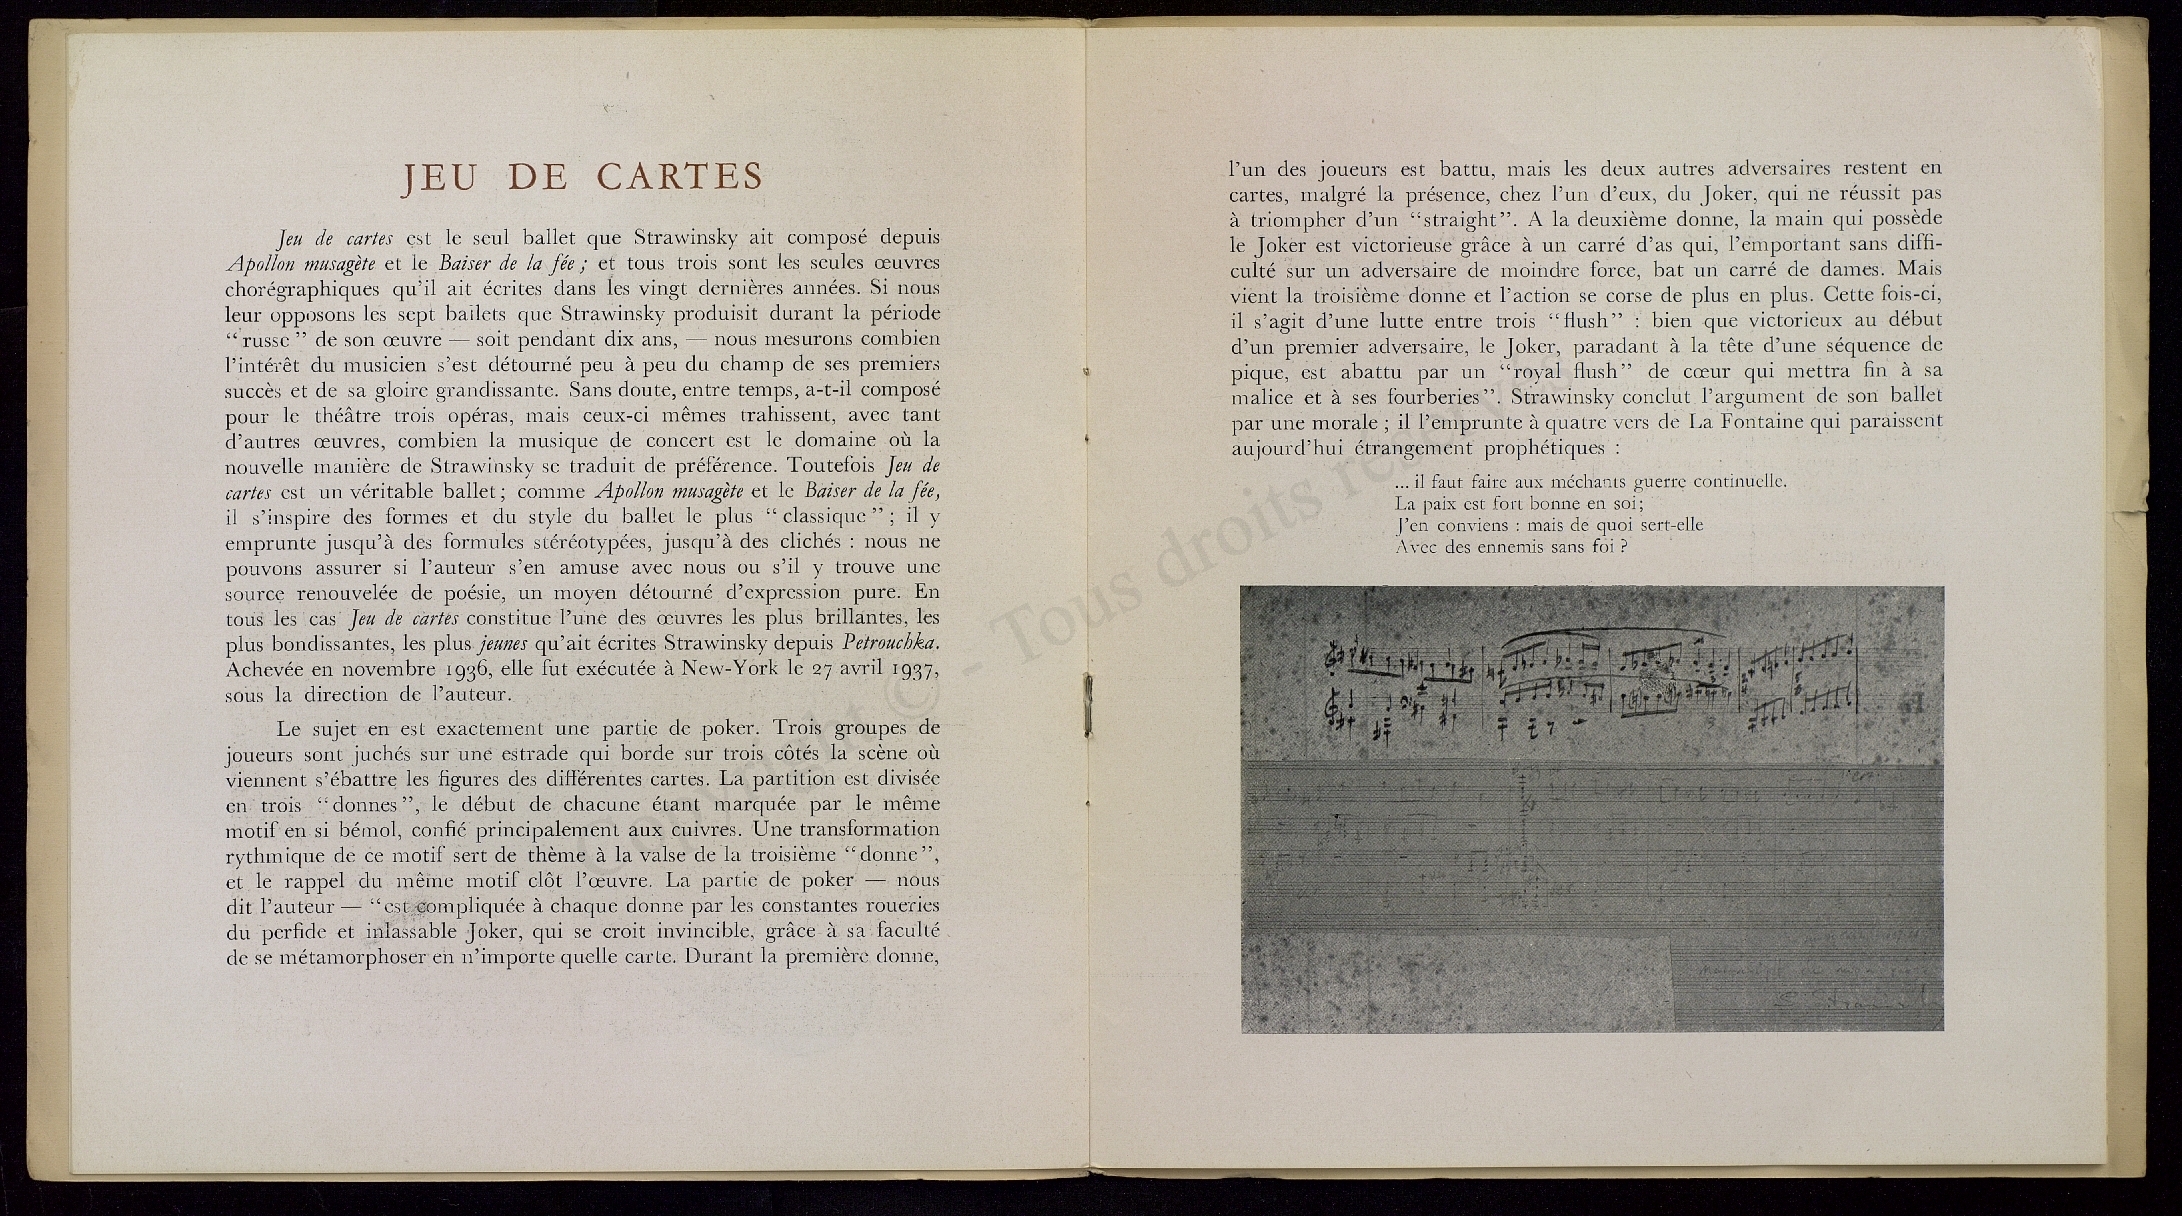 JEU DE CARTES
Jeu de cartes est le seul ballet que Strawinsky ait composé depuis
Apollon musagète et le Baiser de la fée ; et tous trois sont les seules œuvres
chorégraphiques qu'il ait écrites dans les vingt dernières années. Si nous
leur opposons les sept ballets que Strawinsky produisit durant la période
“russe” de son œuvre — soit pendant dix ans, — nous mesurons combien
l'intérêt du musicien s'est détourné peu à peu du champ de ses premiers
succès et de sa gloire grandissante. Sans doute, entre temps, a-t-il composé
pour le théâtre trois opéras, mais ceux-ci mêmes trahissent, avec tant
d'autres œuvres, combien la musique de concert est le domaine où la
nouvelle manière de Strawinsky se traduit de préférence. Toutefois Jeu de
cartes est un véritable ballet ; comme Apollon musagète et le Baiser de la fée,
il s'inspire des formes et du style du ballet le plus “classique” ; il y
emprunte jusqu'à des formules stéréotypées, jusqu'à des clichés : nous ne
pouvons assurer si l'auteur s'en amuse avec nous ou s'il y trouve une
source renouvelée de poésie, un moyen détourné d'expression pure. En
tous les cas Jeu de cartes constitue l'une des œuvres les plus brillantes, les
plus bondissantes, les plus jeunes qu'ait écrites Strawinsky depuis Petrouchka.
Achevée en novembre 1936, elle fut exécutée à New-York le 27 avril 1937,
sous la direction de l'auteur.
Le sujet en est exactement une partie de poker. Trois groupes de
joueurs sont juchés sur une estrade qui borde sur trois côtés la scène où
viennent s'ébattre les figures des différentes cartes. La partition est divisée
en trois “donnes”, le début de chacune étant marquée par le même
motif en si bémol, confié principalement aux cuivres. Une transformation
rythmique de ce motif sert de thème à la valse de la troisième “donne”,
et le rappel du même motif clôt l'œuvre. La partie de poker — nous
dit l'auteur — “est compliquée à chaque donne par les constantes roueries
du perfide et inlassable Joker, qui se croit invincible, grâce à sa faculté
de se métamorphoser en n'importe quelle carte. Durant la première donne,
l'un des joueurs est battu, mais les deux autres adversaires restent en
cartes, malgré la présence, chez l'un d'eux, du Joker, qui ne réussit pas
à triompher d'un “straight”. A la deuxième donne, la main qui possède
le Joker est victorieuse grâce à un carré d'as qui, l'emportant sans diffi-
culté sur un adversaire de moindre force, bat un carré de dames. Mais
vient la troisième donne et l'action se corse de plus en plus. Cette fois-ci,
il s'agit d'une lutte entre trois “flush” : bien que victorieux au début
d'un premier adversaire, le Joker, paradant à la tête d'une séquence de
pique, est abattu par un “royal flush” de cœur qui mettra fin à sa
malice et à ses fourberies”. Strawinsky conclut l'argument de son ballet
par une morale ; il l'emprunte à quatre vers de La Fontaine qui paraissent
aujourd'hui étrangement prophétiques :
... il faut faire aux méchants guerre continuelle.
La paix est fort bonne en soi ;
J'en conviens : mais de quoi sert-elle
Avec des ennemis sans foi ?
Copyright © - Tous droits réservés